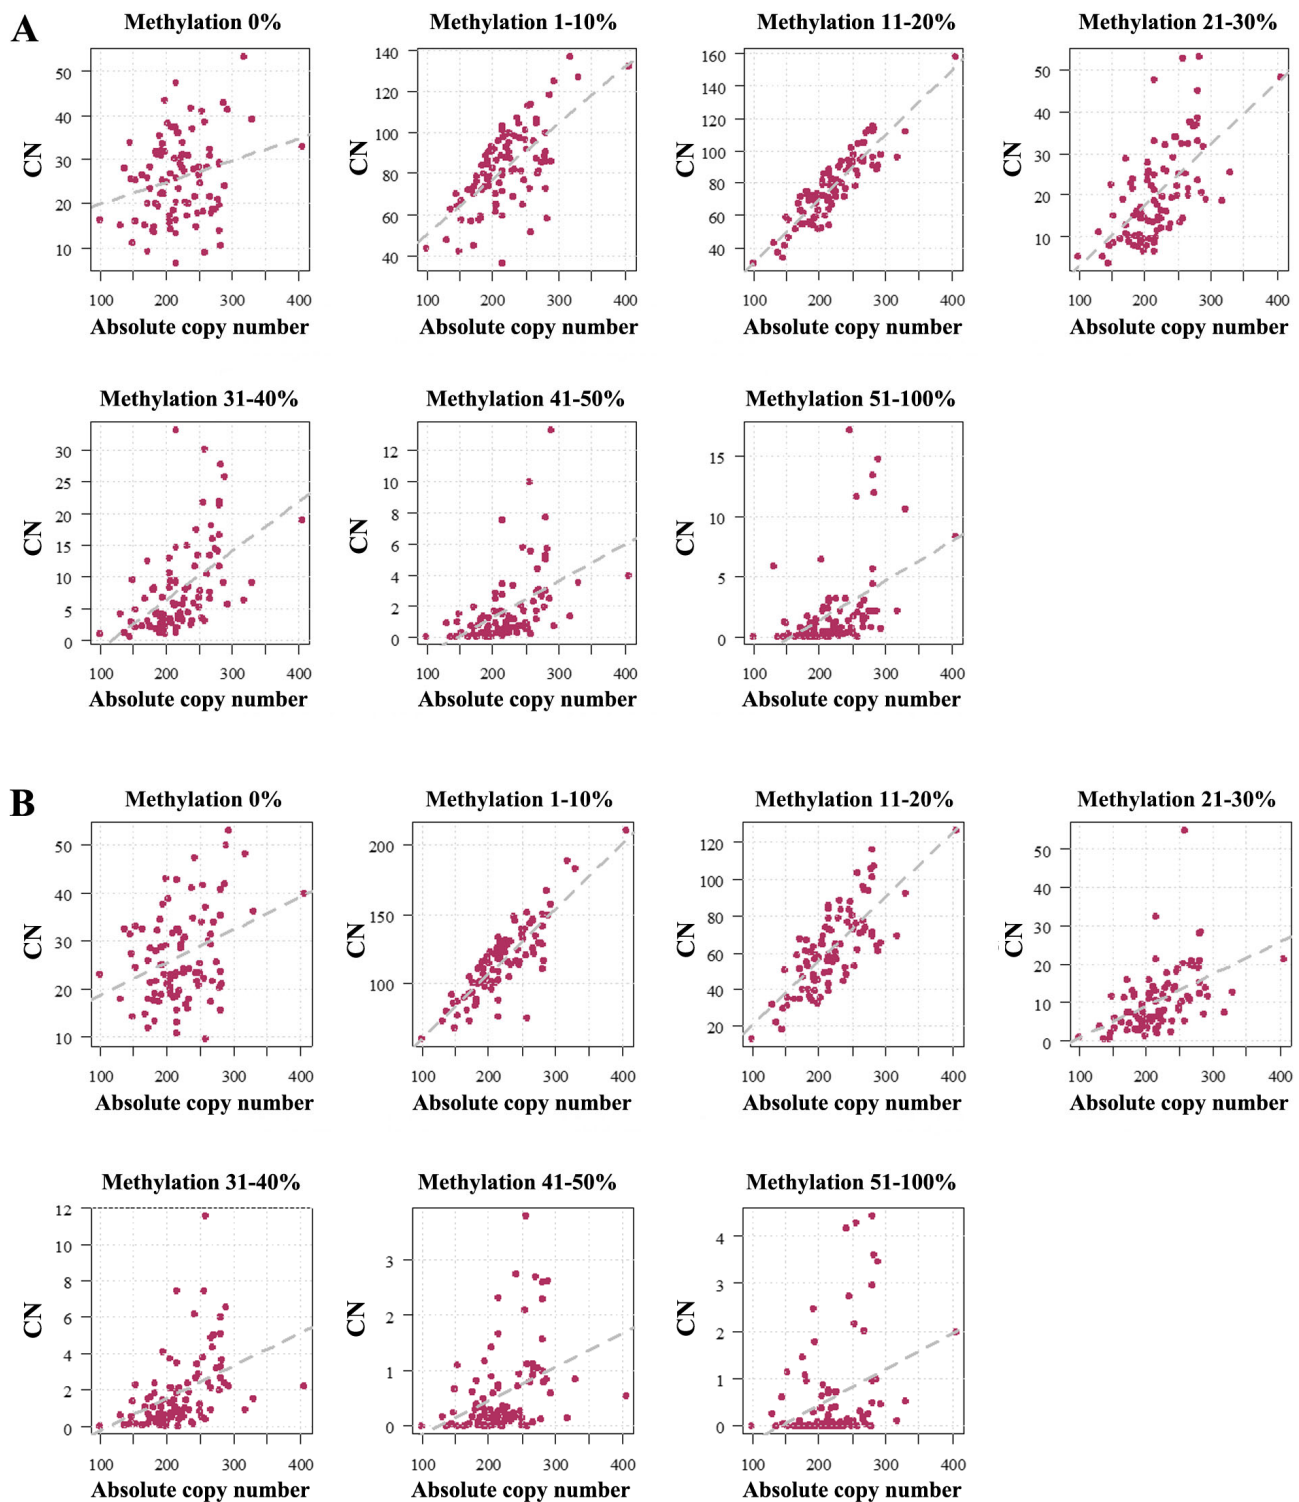 A
Methylation 0% Methylation 1-10% Methylation 11-20% Methylation 21-30%
CN CN CN CN
50 40 30 20 10
140 120 100 80 60 40
160 140 120 100 80 60 40
50 40 30 20 10
100 200 300 400 100 200 300 400 100 200 300 400 100 200 300 400
Absolute copy number Absolute copy number Absolute copy number Absolute copy number
Methylation 31-40% Methylation 41-50% Methylation 51-100%
CN CN CN
30 25 20 15 10 5 0
12 10 8 6 4 2 0
15 10 5 0
100 200 300 400 100 200 300 400 100 200 300 400
Absolute copy number Absolute copy number Absolute copy number
B
Methylation 0% Methylation 1-10% Methylation 11-20% Methylation 21-30%
CN CN CN CN
50 40 30 20 10
200 150 100
120 100 80 60 40 20
50 40 30 20 10 0
100 200 300 400 100 200 300 400 100 200 300 400 100 200 300 400
Absolute copy number Absolute copy number Absolute copy number Absolute copy number
Methylation 31-40% Methylation 41-50% Methylation 51-100%
CN CN CN
12 10 8 6 4 2 0
3 2 1 0
4 3 2 1 0
100 200 300 400 100 200 300 400 100 200 300 400
Absolute copy number Absolute copy number Absolute copy number